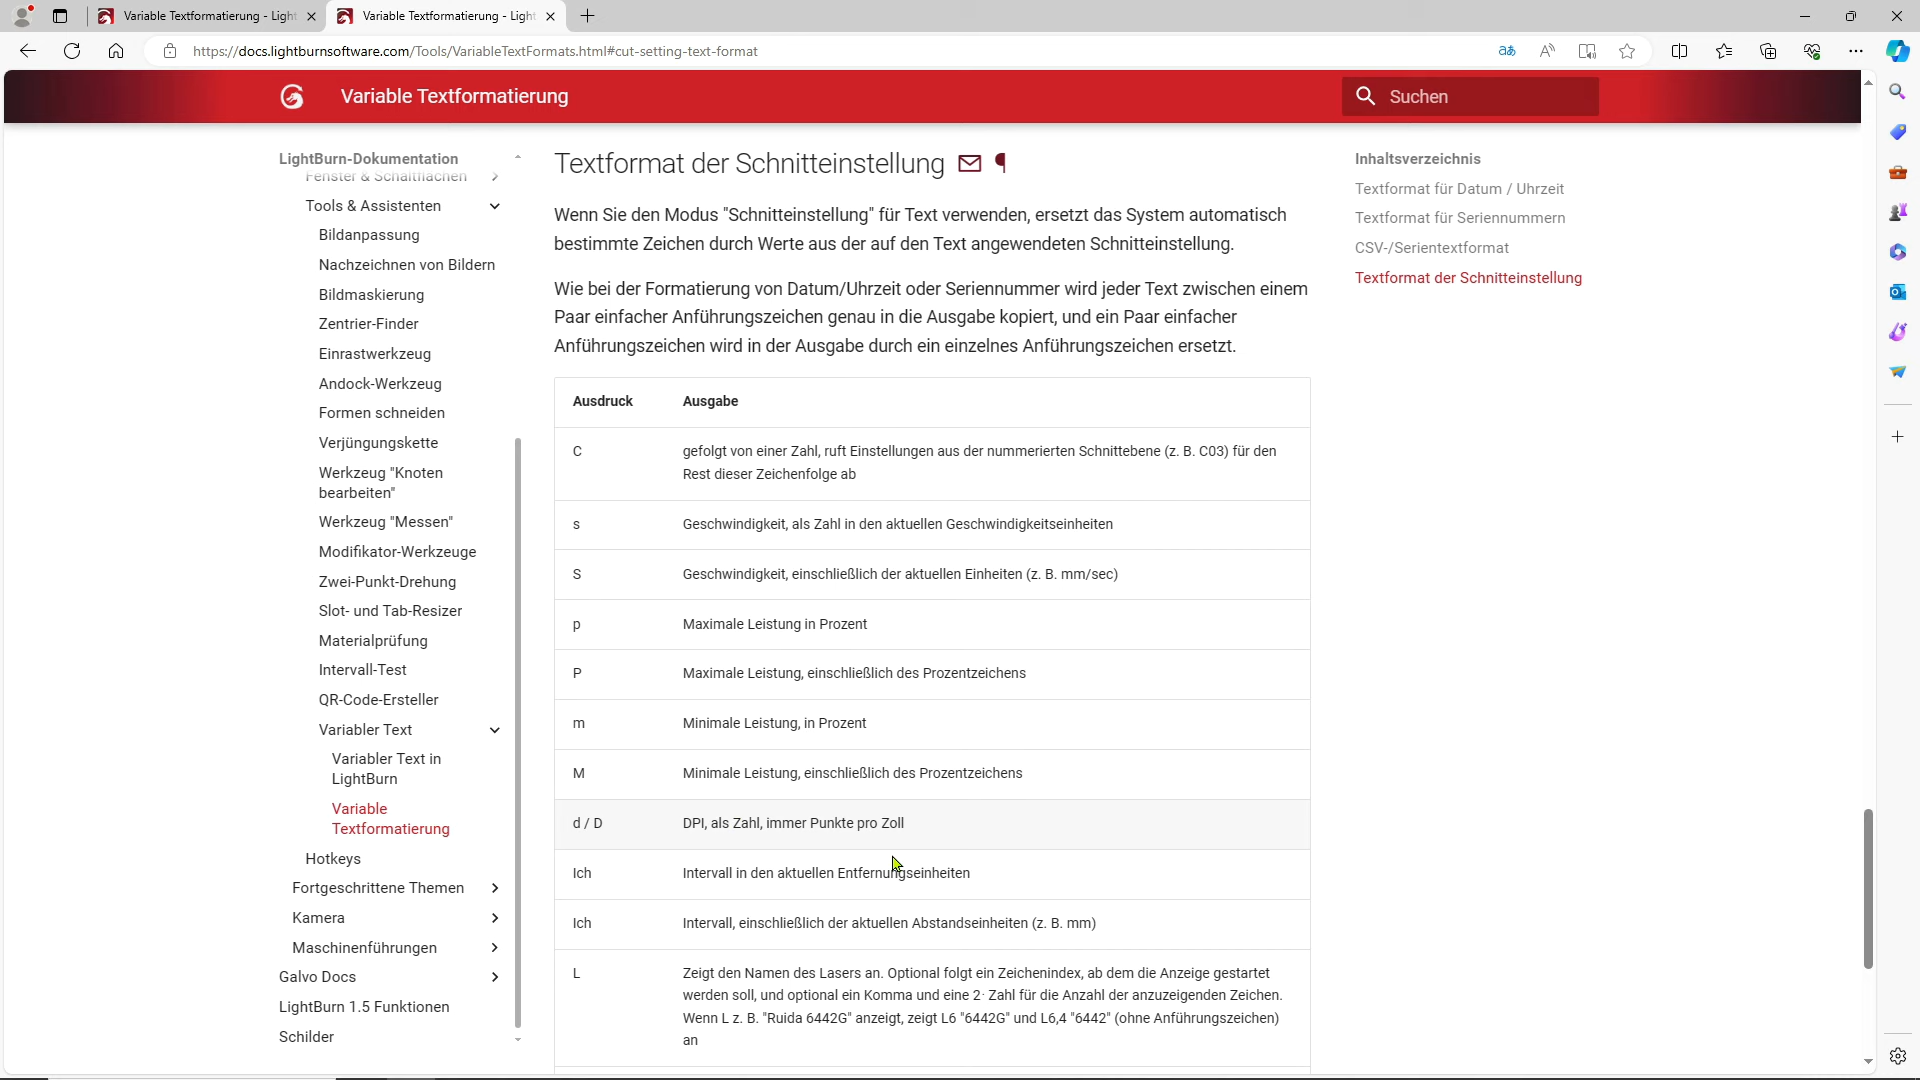 Variable Textformatierung - Light
Variable Textformatierung - Light
https://docs.lightburnsoftware.com/Tools/VariableTextFormats.html#cut-setting-text-format
Variable Textformatierung
Suchen
LightBurn-Dokumentation
Fenster & Schaltflächen
Tools & Assistenten
Bildanpassung
Nachzeichnen von Bildern
Bildmaskierung
Zentrier-Finder
Einrastwerkzeug
Andock-Werkzeug
Formen schneiden
Verjüngungskette
Werkzeug "Knoten
bearbeiten"
Werkzeug "Messen"
Modifikator-Werkzeuge
Zwei-Punkt-Drehung
Slot- und Tab-Resizer
Materialprüfung
Intervall-Test
QR-Code-Ersteller
Variabler Text
Variabler Text in
LightBurn
Variable
Textformatierung
Hotkeys
Fortgeschrittene Themen
Kamera
Maschinenführungen
Galvo Docs
LightBurn 1.5 Funktionen
Schilder
Textformat der Schnitteinstellung ¶
Wenn Sie den Modus "Schnitteinstellung" für Text verwenden, ersetzt das System automatisch
bestimmte Zeichen durch Werte aus der auf den Text angewendeten Schnitteinstellung.
Wie bei der Formatierung von Datum/Uhrzeit oder Seriennummer wird jeder Text zwischen einem
Paar einfacher Anführungszeichen genau in die Ausgabe kopiert, und ein Paar einfacher
Anführungszeichen wird in der Ausgabe durch ein einzelnes Anführungszeichen ersetzt.
Ausdruck Ausgabe
C gefolgt von einer Zahl, ruft Einstellungen aus der nummerierten Schnittebene (z. B. C03) für den
Rest dieser Zeichenfolge ab
s Geschwindigkeit, als Zahl in den aktuellen Geschwindigkeitseinheiten
S Geschwindigkeit, einschließlich der aktuellen Einheiten (z. B. mm/sec)
p Maximale Leistung in Prozent
P Maximale Leistung, einschließlich des Prozentzeichens
m Minimale Leistung, in Prozent
M Minimale Leistung, einschließlich des Prozentzeichens
d / D DPI, als Zahl, immer Punkte pro Zoll
Ich Intervall in den aktuellen Entfernungseinheiten
Ich Intervall, einschließlich der aktuellen Abstandseinheiten (z. B. mm)
L Zeigt den Namen des Lasers an. Optional folgt ein Zeichenindex, ab dem die Anzeige gestartet
werden soll, und optional ein Komma und eine 2· Zahl für die Anzahl der anzuzeigenden Zeichen.
Wenn L z. B. "Ruida 6442G" anzeigt, zeigt L6 "6442G" und L6,4 "6442" (ohne Anführungszeichen)
an
Inhaltsverzeichnis
Textformat für Datum / Uhrzeit
Textformat für Seriennummern
CSV-/Serientextformat
Textformat der Schnitteinstellung